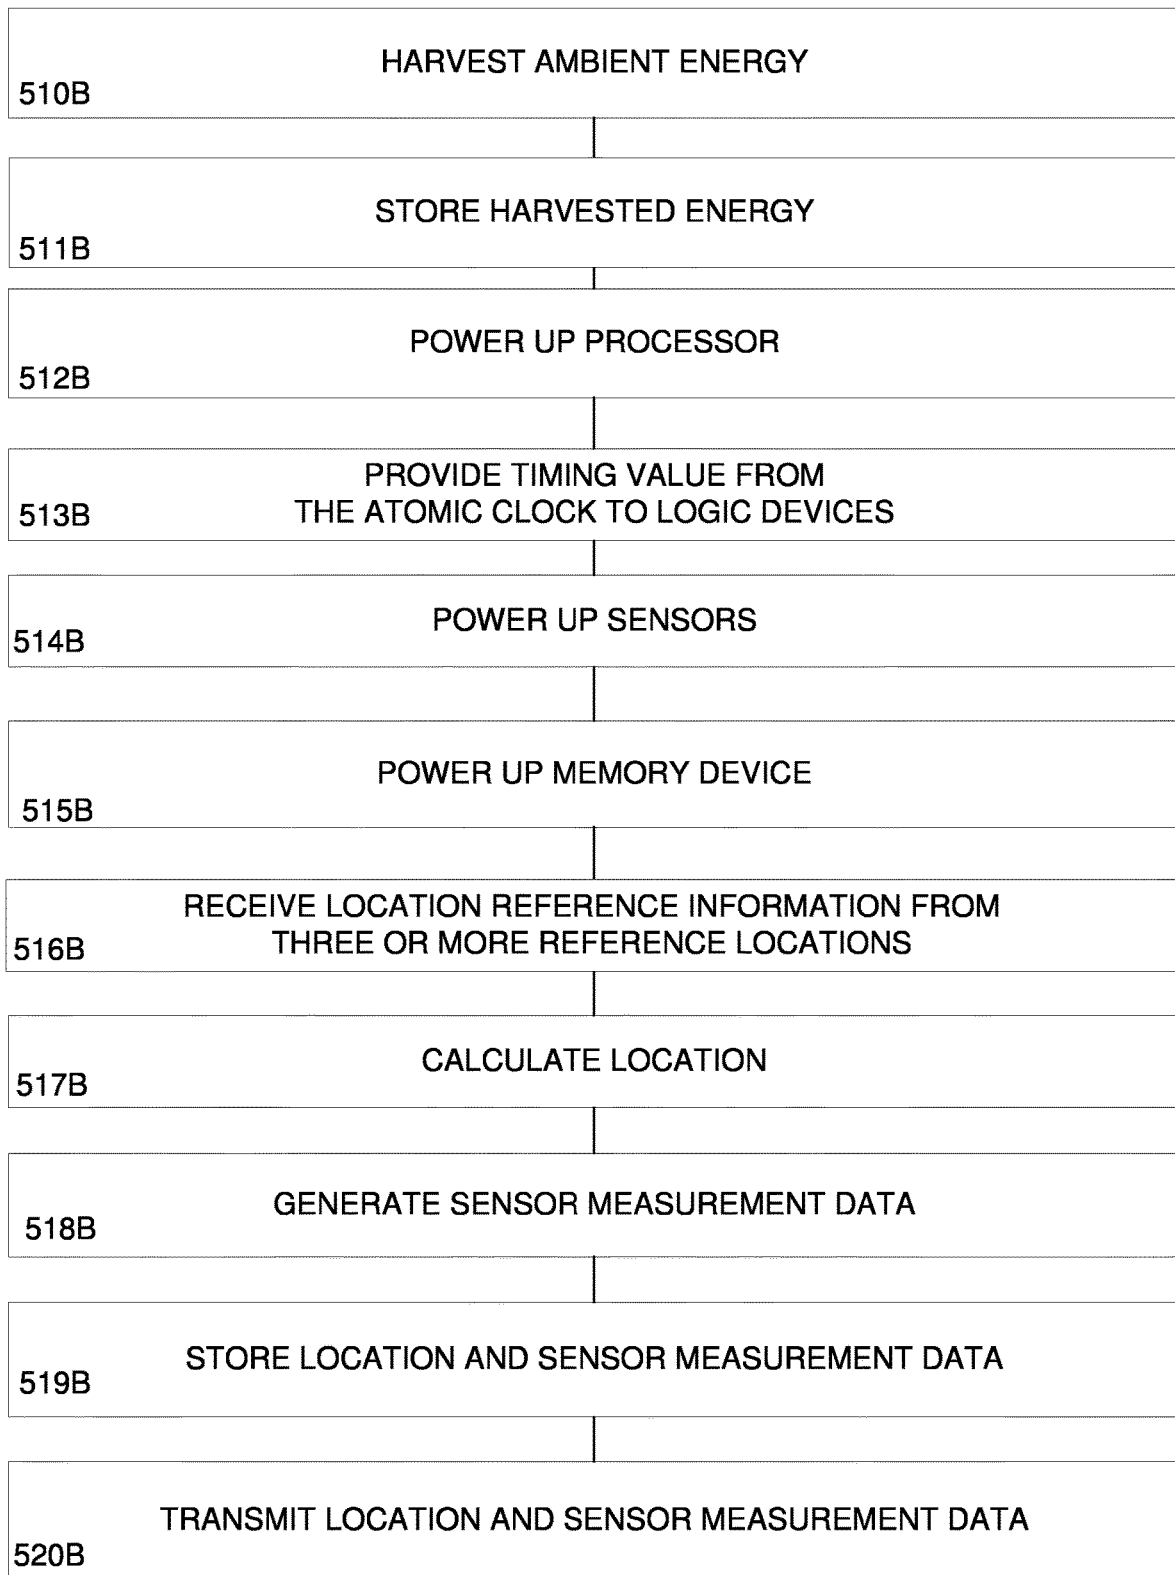 HARVEST AMBIENT ENERGY
510B
STORE HARVESTED ENERGY
511B
POWER UP PROCESSOR
512B
PROVIDE TIMING VALUE FROM
THE ATOMIC CLOCK TO LOGIC DEVICES
513B
POWER UP SENSORS
514B
POWER UP MEMORY DEVICE
515B
RECEIVE LOCATION REFERENCE INFORMATION FROM
THREE OR MORE REFERENCE LOCATIONS
516B
CALCULATE LOCATION
517B
GENERATE SENSOR MEASUREMENT DATA
518B
STORE LOCATION AND SENSOR MEASUREMENT DATA
519B
TRANSMIT LOCATION AND SENSOR MEASUREMENT DATA
520B